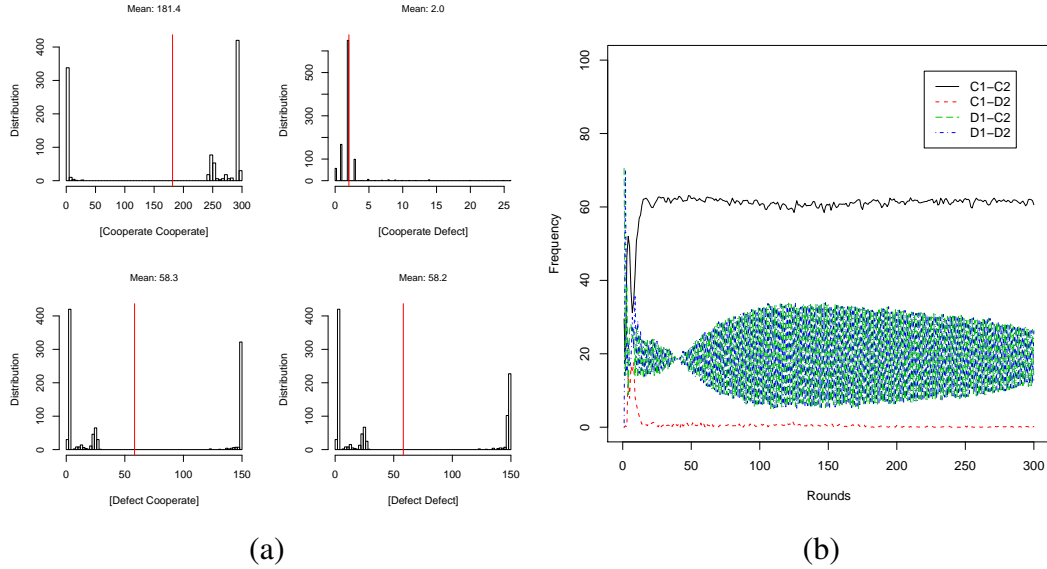 Mean: 181.4
Distribution
0 100 200 300 400
0 50 100 150 200 250 300
[Cooperate Cooperate]
Mean: 2.0
Distribution
0 100 300 500
0 5 10 15 20 25
[Cooperate Defect]
Mean: 58.3
Distribution
0 100 200 300 400
0 50 100 150
[Defect Cooperate]
Mean: 58.2
Distribution
0 100 200 300 400
0 50 100 150
[Defect Defect]
(a)
Frequency
0 20 40 60 80 100
0 50 100 150 200 250 300
Rounds
C1−C2
C1−D2
D1−C2
D1−D2
(b)